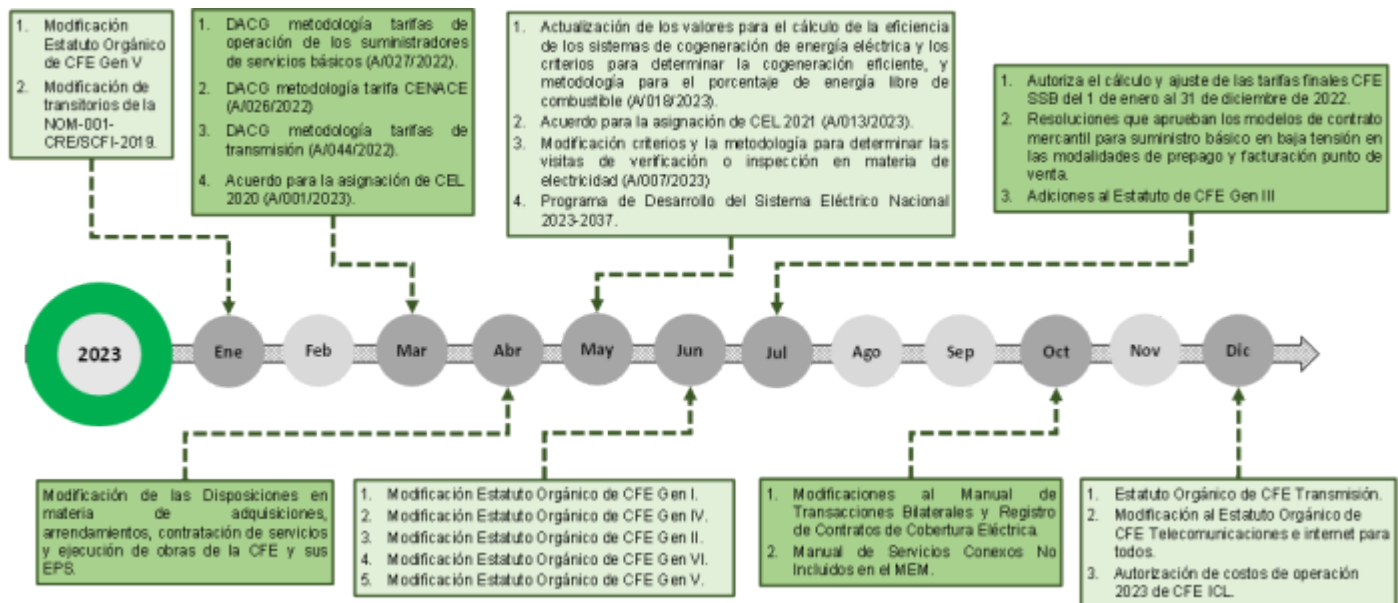 1. Modificación
Estatuto Orgánico
de CFE Gen V
2. Modificación de
transitorios de la
NOM-001-
CRE/SCFI-2019.
1. DACG metodología tarifas de
operación de los suministradores
de servicios básicos (A/027/2022).
2. DACG metodología tarifa CENACE
(A/026/2022)
3. DACG metodología tarifas de
transmisión (A/044/2022).
4. Acuerdo para la asignación de CEL
2020 (A/001/2023).
1. Actualización de los valores para el cálculo de la eficiencia
de los sistemas de cogeneración de energía eléctrica y los
criterios para determinar la cogeneración eficiente, y
metodología para el porcentaje de energía libre de
combustible (A/018/2023).
2. Acuerdo para la asignación de CEL 2021 (A/013/2023).
3. Modificación criterios y la metodología para determinar las
visitas de verificación o inspección en materia de
electricidad (A/007/2023)
4. Programa de Desarrollo del Sistema Eléctrico Nacional
2023-2037.
1. Autoriza el cálculo y ajuste de las tarifas finales CFE
SSB del 1 de enero al 31 de diciembre de 2022.
2. Resoluciones que aprueban los modelos de contrato
mercantil para suministro básico en baja tensión en
las modalidades de prepago y facturación punto de
venta.
3. Adiciones al Estatuto de CFE Gen III
2023
Ene
Feb
Mar
Abr
May
Jun
Jul
Ago
Sep
Oct
Nov
Dic
Modificación de las Disposiciones en
materia de adquisiciones,
arrendamientos, contratación de servicios
y ejecución de obras de la CFE y sus
EPS.
1. Modificación Estatuto Orgánico de CFE Gen I.
2. Modificación Estatuto Orgánico de CFE Gen IV.
3. Modificación Estatuto Orgánico de CFE Gen II.
4. Modificación Estatuto Orgánico de CFE Gen VI.
5. Modificación Estatuto Orgánico de CFE Gen V.
1. Modificaciones al Manual de
Transacciones Bilaterales y Registro
de Contratos de Cobertura Eléctrica.
2. Manual de Servicios Conexos No
Incluidos en el MEM.
1. Estatuto Orgánico de CFE Transmisión.
2. Modificación al Estatuto Orgánico de
CFE Telecomunicaciones e internet para
todos.
3. Autorización de costos de operación
2023 de CFE ICL.